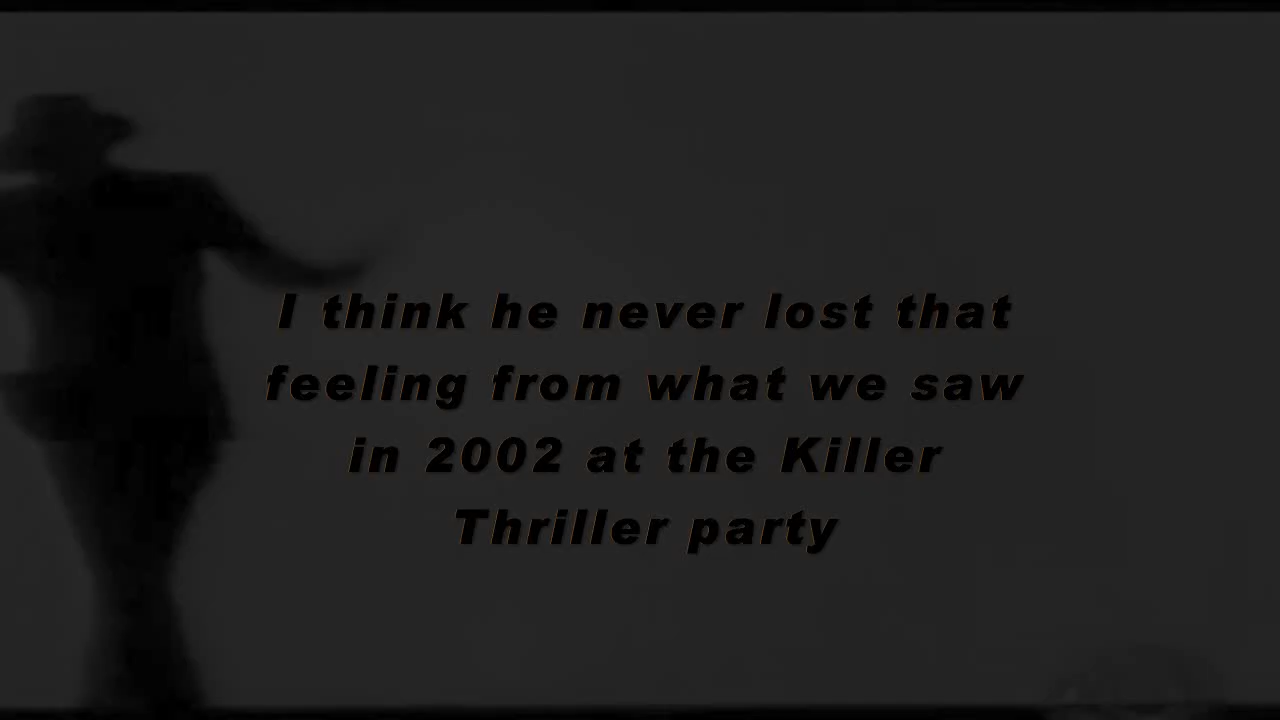 I think he never lost that
feeling from what we saw
in 2002 at the Killer
Thriller party